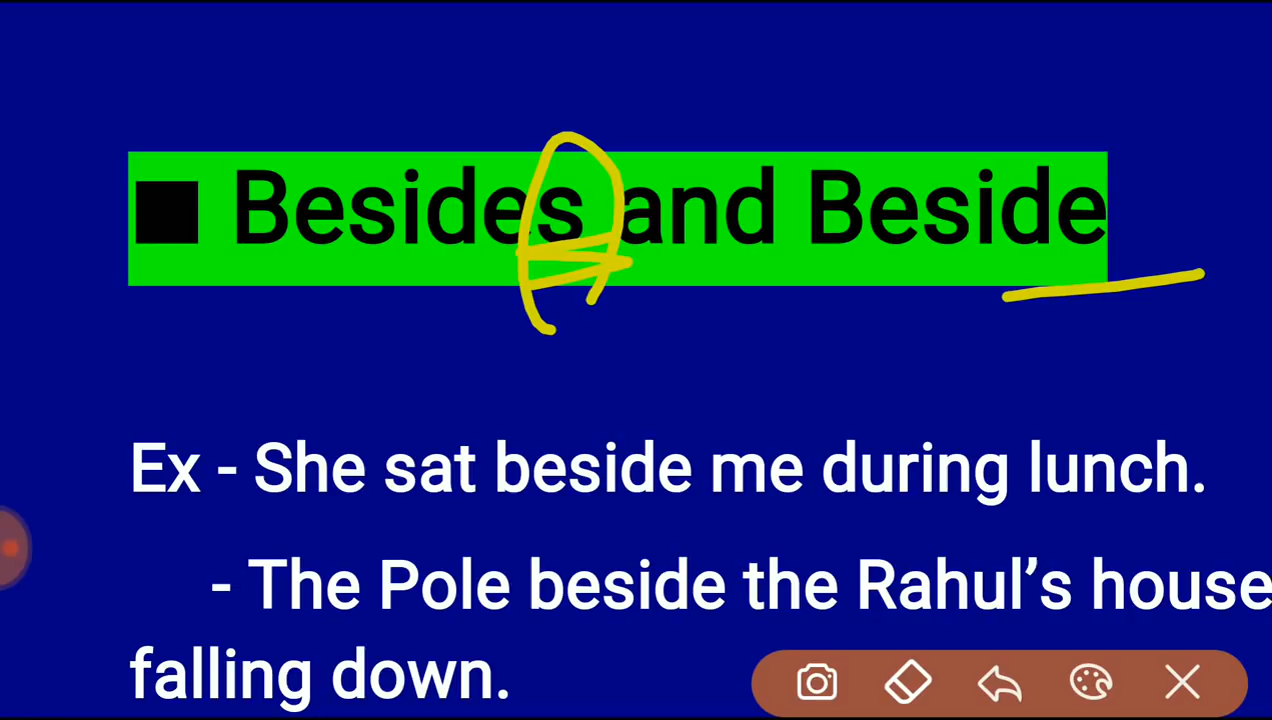 ■ Besides and Beside
Ex - She sat beside me during lunch.
- The Pole beside the Rahul’s house
falling down.